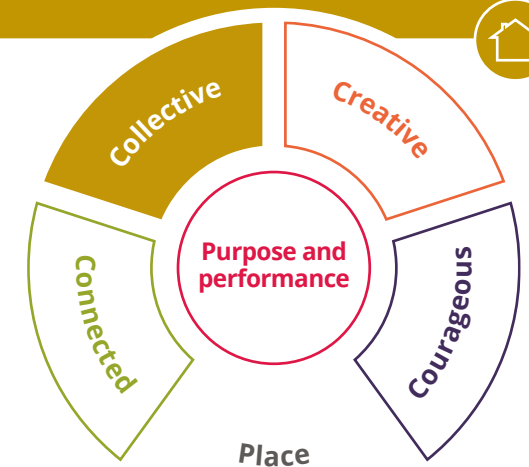 Collective
Creative
Purpose and
performance
Connected
Courageous
Place